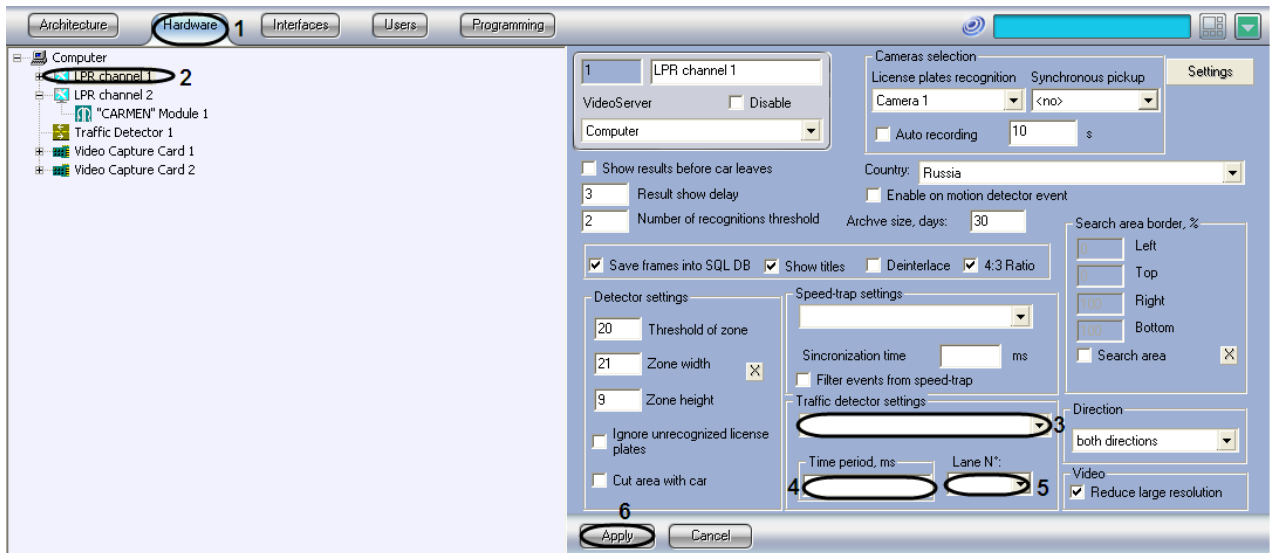 Architecture Hardware 1 Interfaces Users Programming
Computer
LPR channel 1 2
LPR channel 2
"CARMEN" Module 1
Traffic Detector 1
Video Capture Card 1
Video Capture Card 2
1 LPR channel 1
VideoServer Disable
Computer
Cameras selection
License plates recognition Synchronous pickup
Camera 1 <no>
Auto recording 10 s
Settings
Show results before car leaves
3 Result show delay
2 Number of recognitions threshold
Country: Russia
Enable on motion detector event
Archve size, days: 30
Save frames into SQL DB Show titles Deinterlace 4:3 Ratio
Search area border, %
0 Left
0 Top
100 Right
100 Bottom
Search area X
Detector settings
20 Threshold of zone
21 Zone width X
9 Zone height
Ignore unrecognized license
plates
Cut area with car
Speed-trap settings
Sincronization time ms
Filter events from speed-trap
Traffic detector settings
3
Time period, ms Lane N°:
4 5
Direction
both directions
Video
Reduce large resolution
6
Apply Cancel